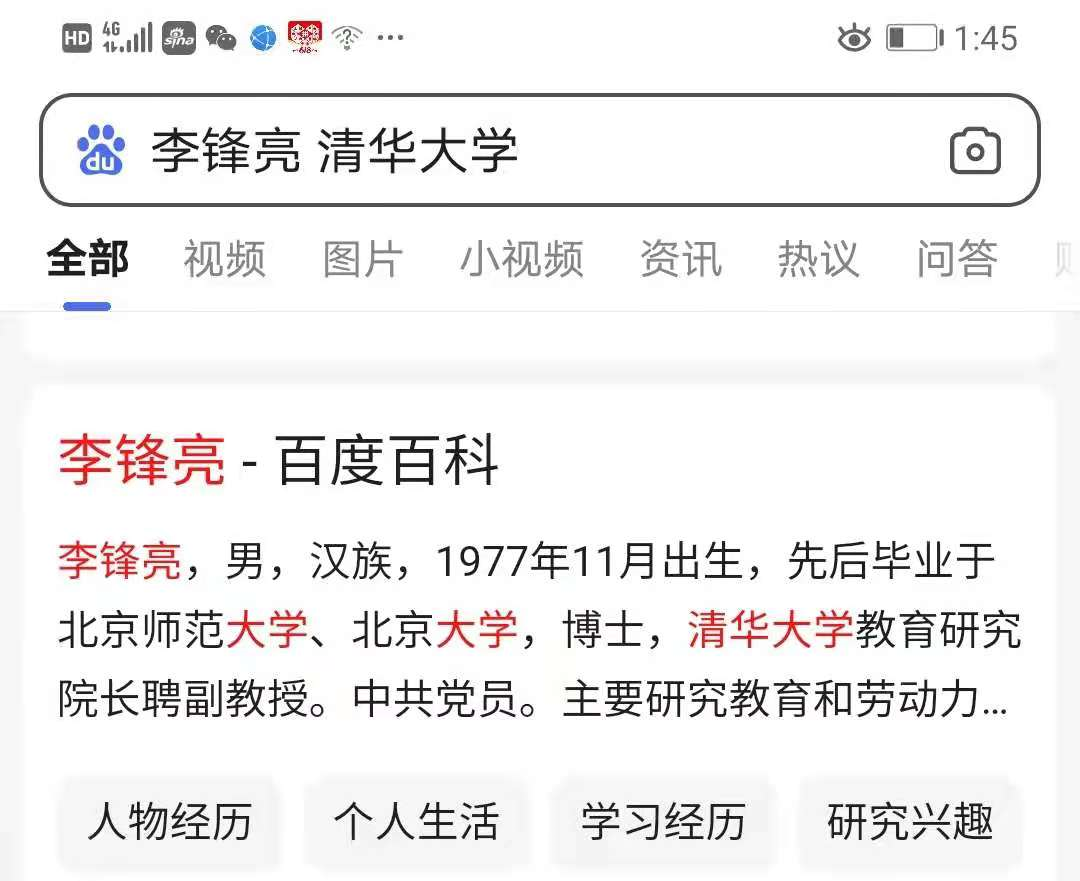 HD 4G sina 6/8 ... 1:45
du 李锋亮 清华大学
全部 视频 图片 小视频 资讯 热议 问答
李锋亮 - 百度百科
李锋亮，男，汉族，1977年11月出生，先后毕业于
北京师范大学、北京大学，博士，清华大学教育研究
院长聘副教授。中共党员。主要研究教育和劳动力...
人物经历 个人生活 学习经历 研究兴趣